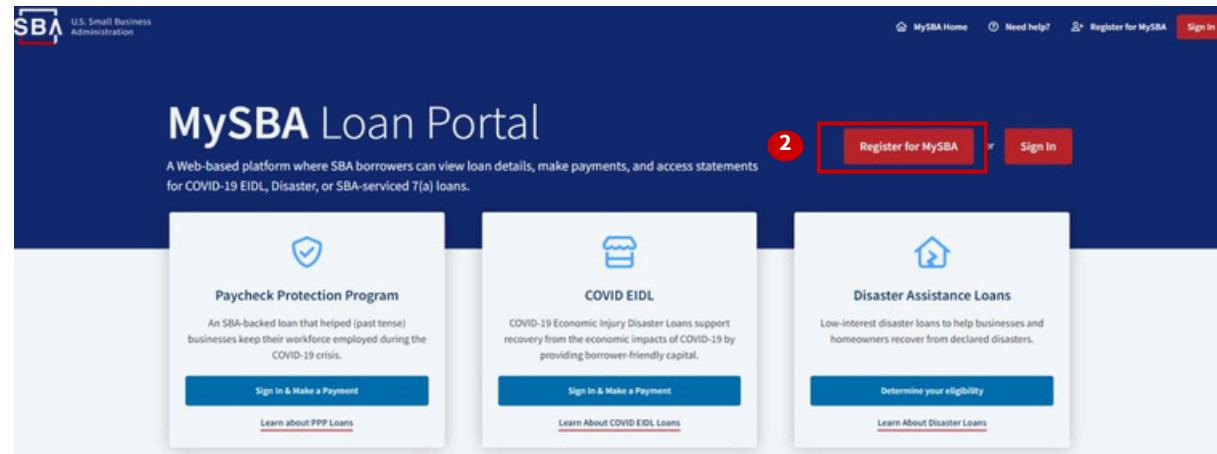 SBA
U.S. Small Business
Administration
MySBA Home
Need help?
Register for MySBA
Sign In
MySBA Loan Portal
A Web-based platform where SBA borrowers can view loan details, make payments, and access statements
for COVID-19 EIDL, Disaster, or SBA-serviced 7(a) loans.
2
Register for MySBA
Sign In
Paycheck Protection Program
An SBA-backed loan that helped (past tense)
businesses keep their workforce employed during the
COVID-19 crisis.
Sign In & Make a Payment
Learn about PPP Loans
COVID EIDL
COVID-19 Economic Injury Disaster Loans support
recovery from the economic impacts of COVID-19 by
providing borrower-friendly capital.
Sign In & Make a Payment
Learn About COVID EIDL Loans
Disaster Assistance Loans
Low-interest disaster loans to help businesses and
homeowners recover from declared disasters.
Determine your eligibility
Learn About Disaster Loans